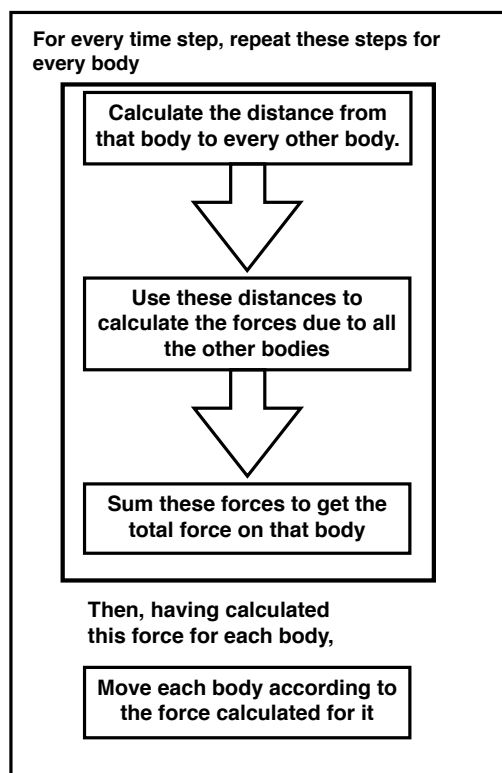 For every time step, repeat these steps for
every body
Calculate the distance from
that body to every other body.
Use these distances to
calculate the forces due to all
the other bodies
Sum these forces to get the
total force on that body
Then, having calculated
this force for each body,
Move each body according to
the force calculated for it